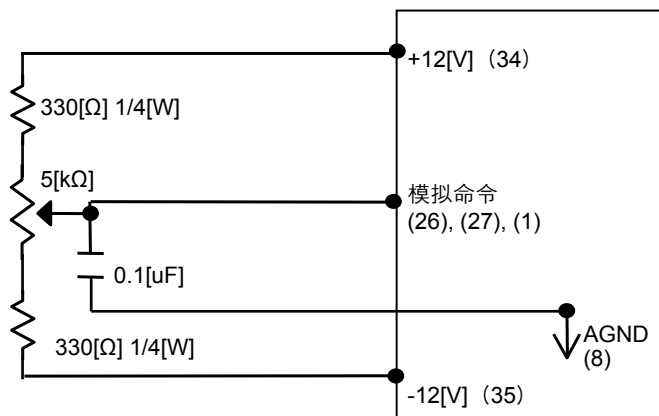 +12[V]（34）
330[Ω] 1/4[W]
5[kΩ]
模拟命令
(26), (27), (1)
0.1[uF]
AGND
(8)
330[Ω] 1/4[W]
-12[V]（35）